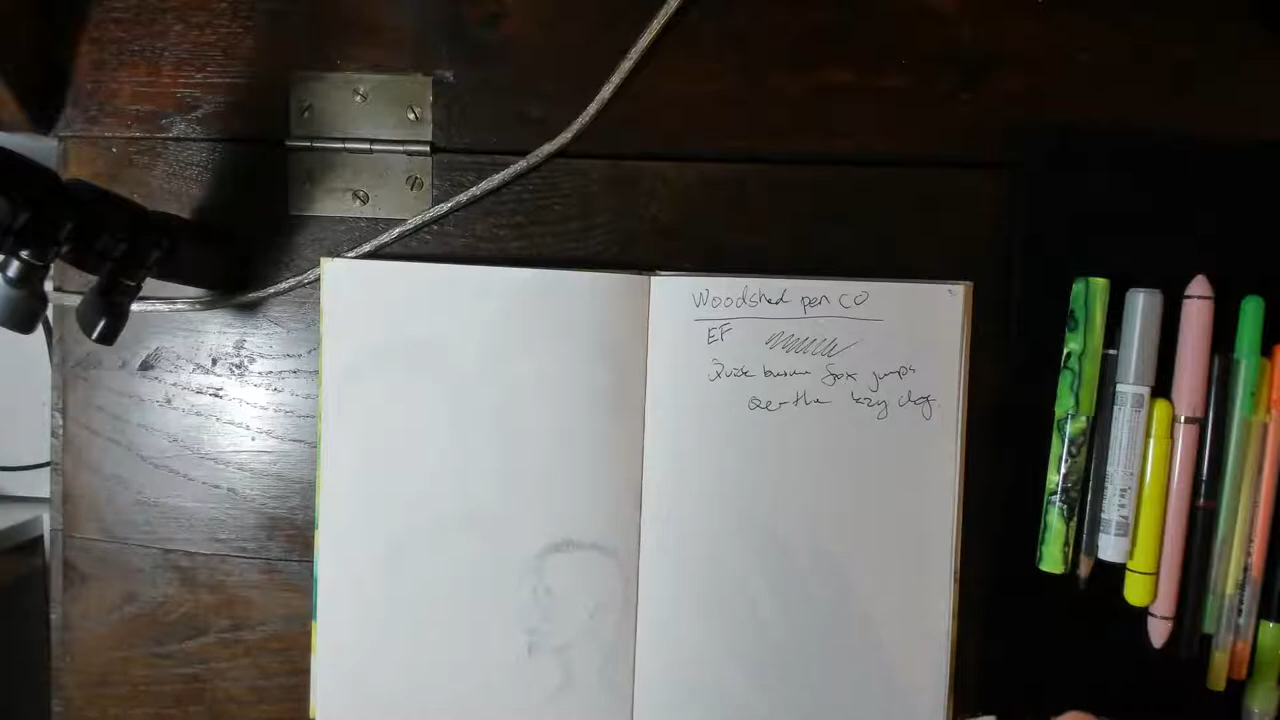 Woodshed pen CO
EF
Quick brown fox jumps
over the lazy dog.